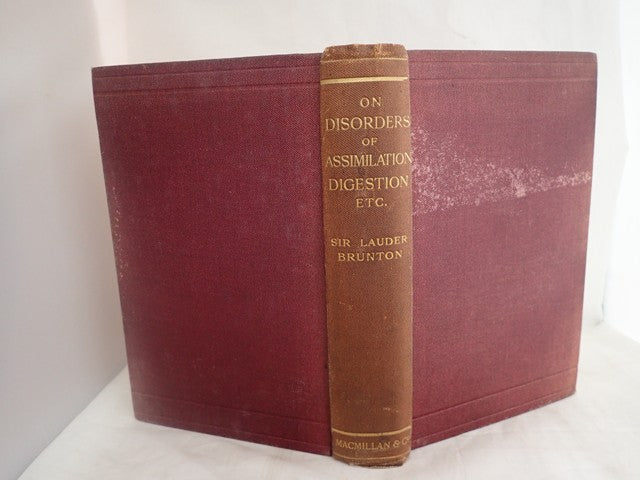 ON
DISORDERS
OF
ASSIMILATION
DIGESTION
ETC.
SIR LAUDER
BRUNTON
MACMILLAN & Co